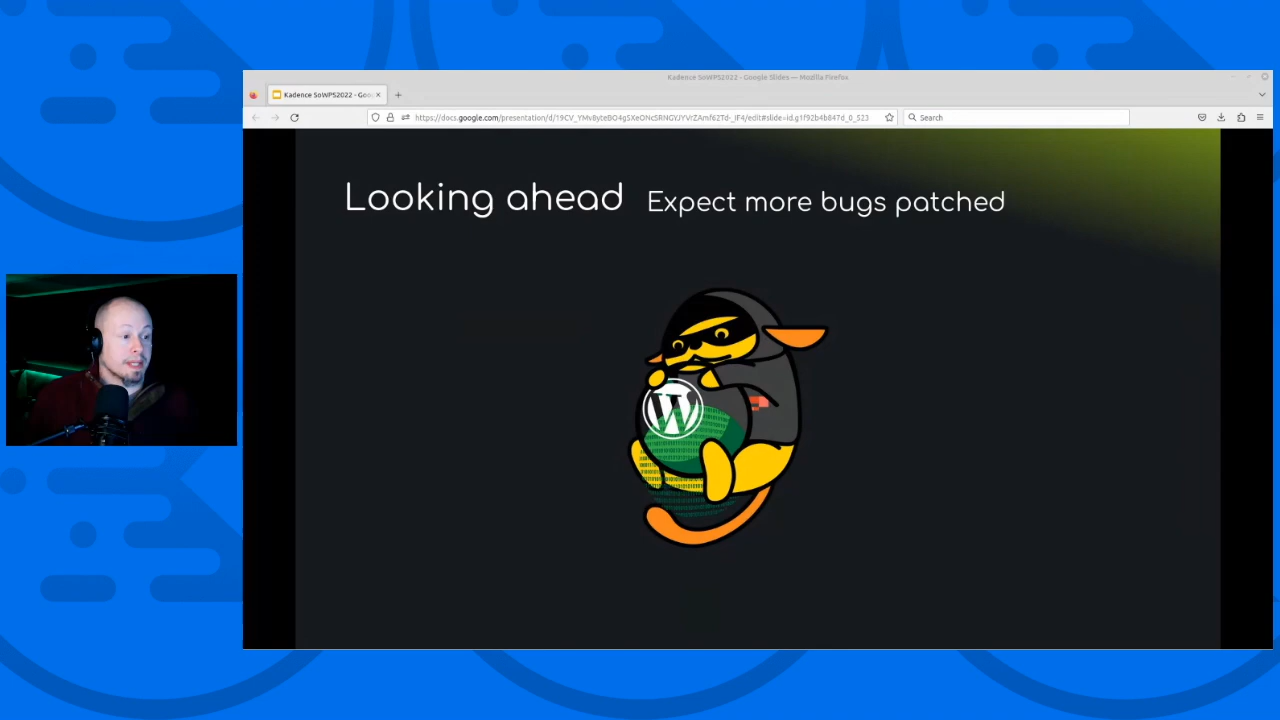 Kadence SoWPS2022 - Google Slides — Mozilla Firefox
Kadence SoWPS2022 - Goo
Search
Looking ahead Expect more bugs patched
W